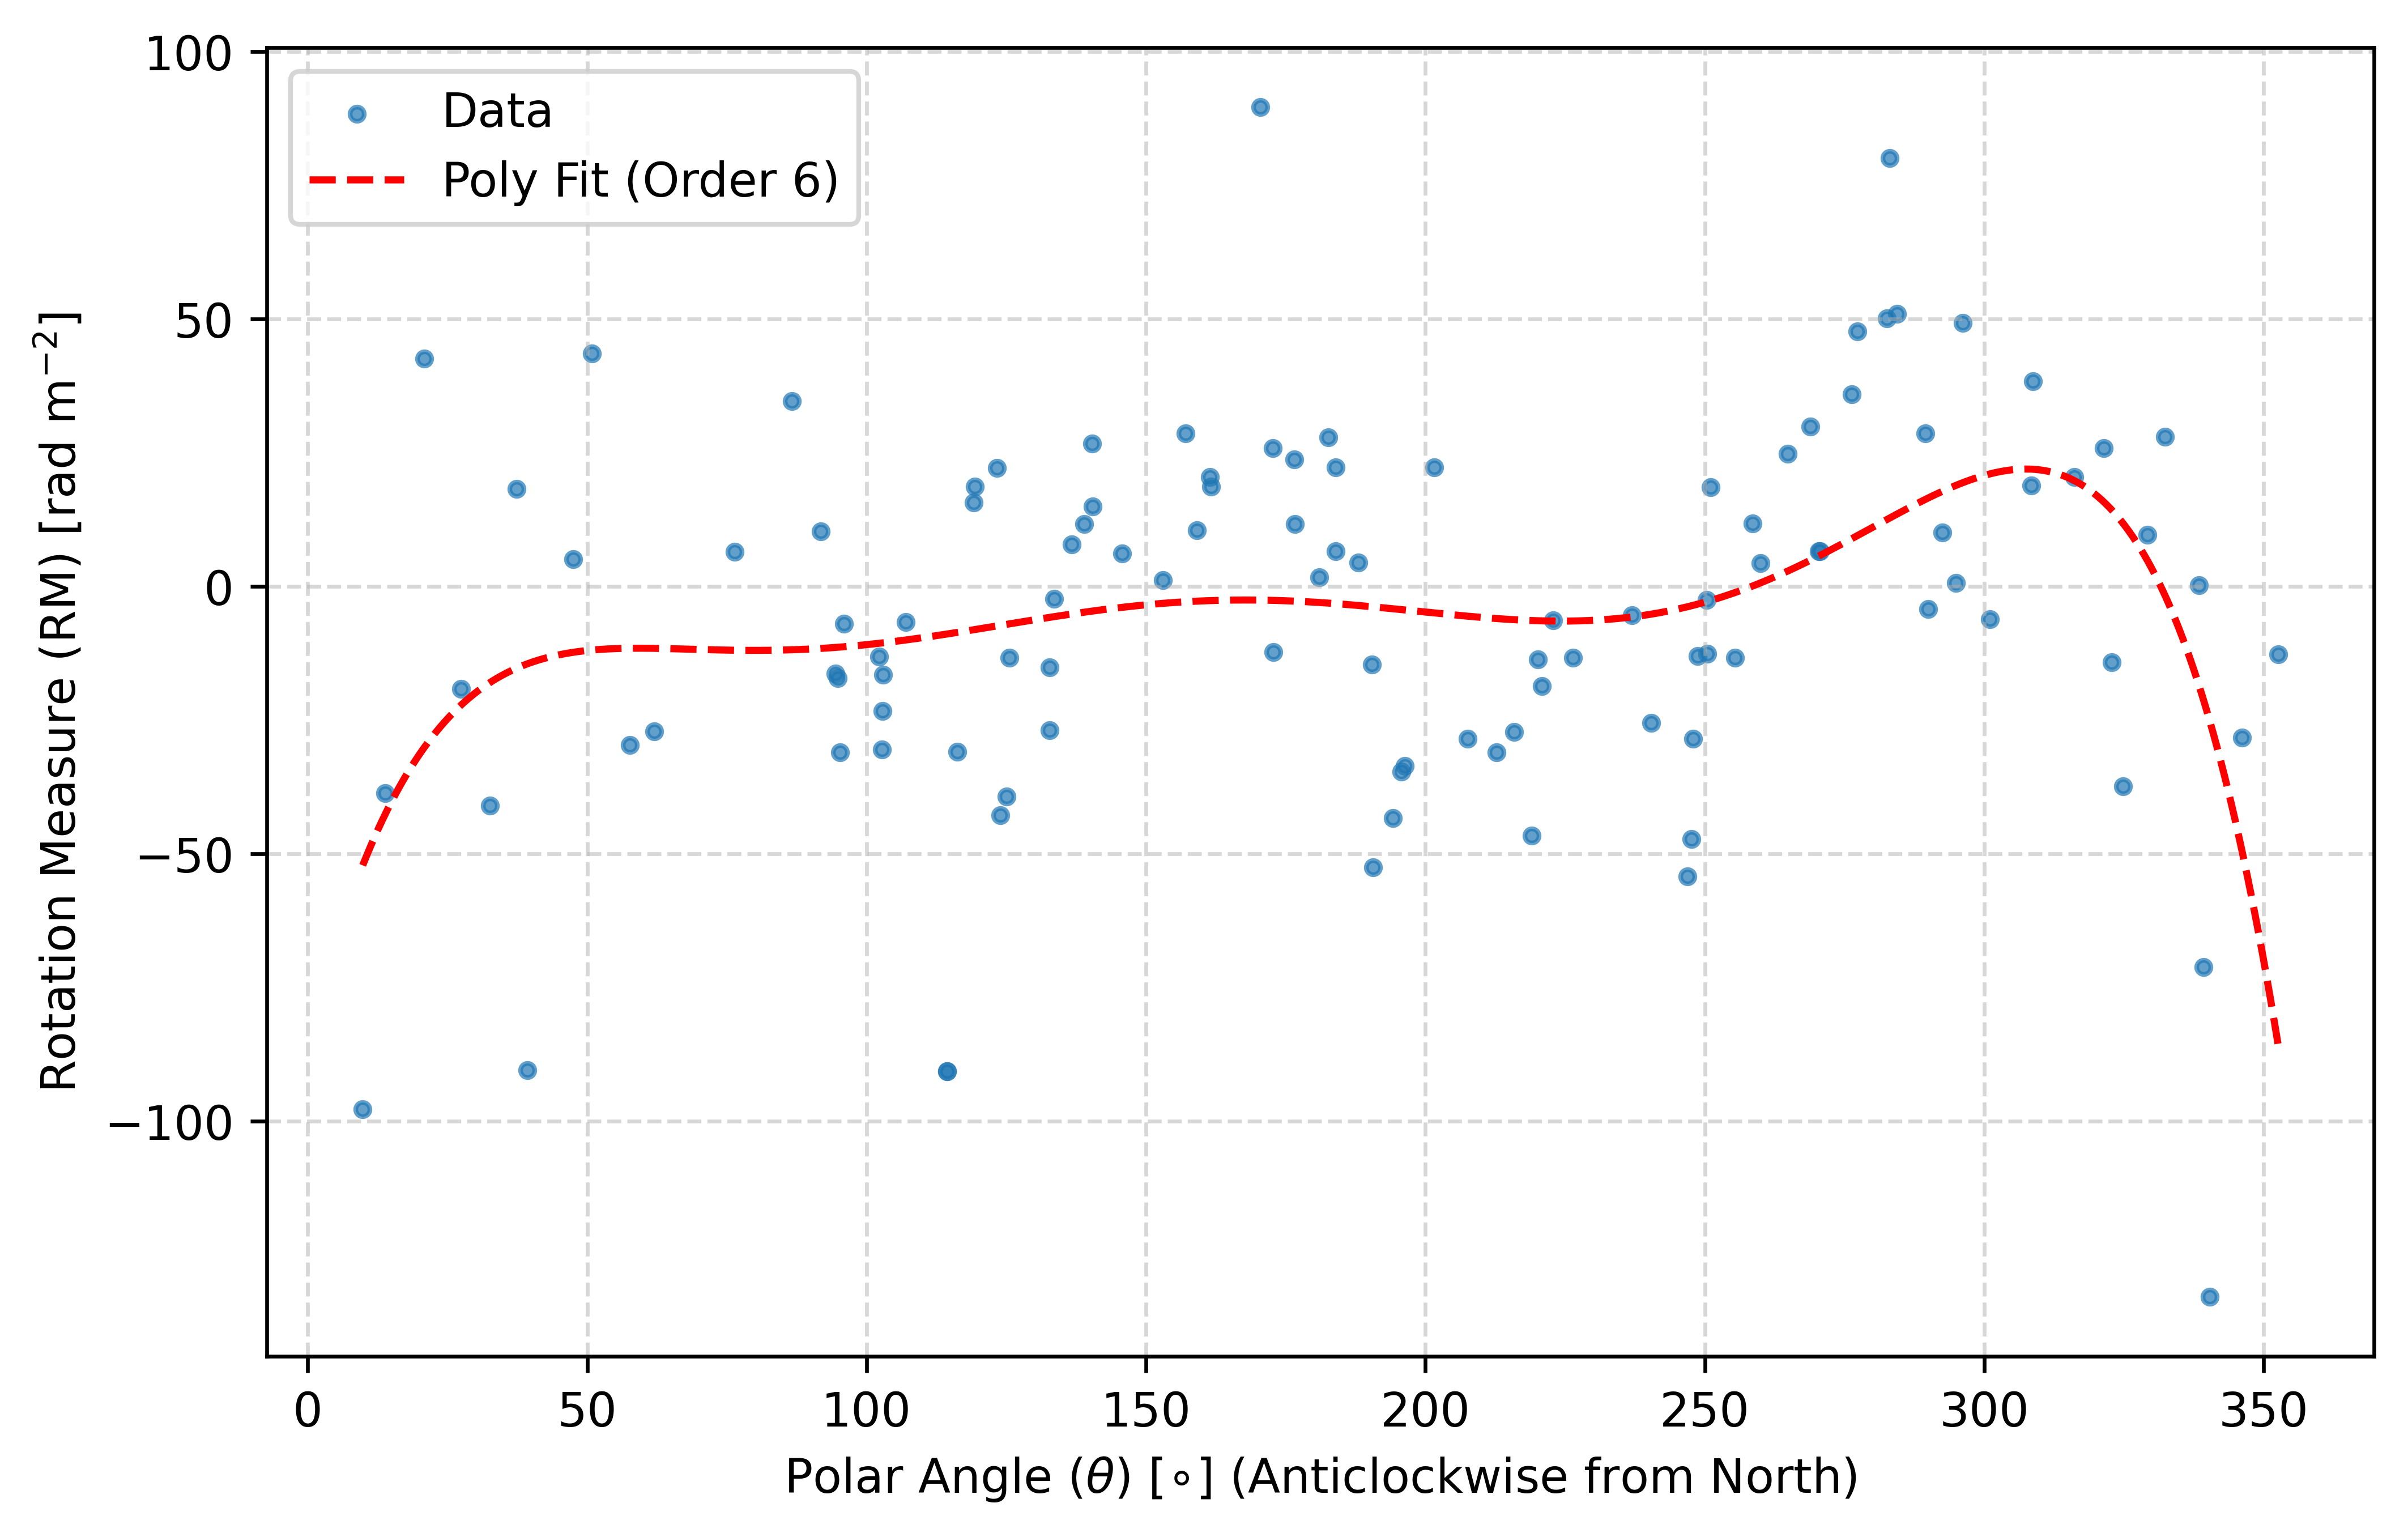 100
50
0
−50
−100
0 50 100 150 200 250 300 350
Rotation Measure (RM) [rad m⁻²]
Polar Angle (θ) [∘] (Anticlockwise from North)
Data
Poly Fit (Order 6)